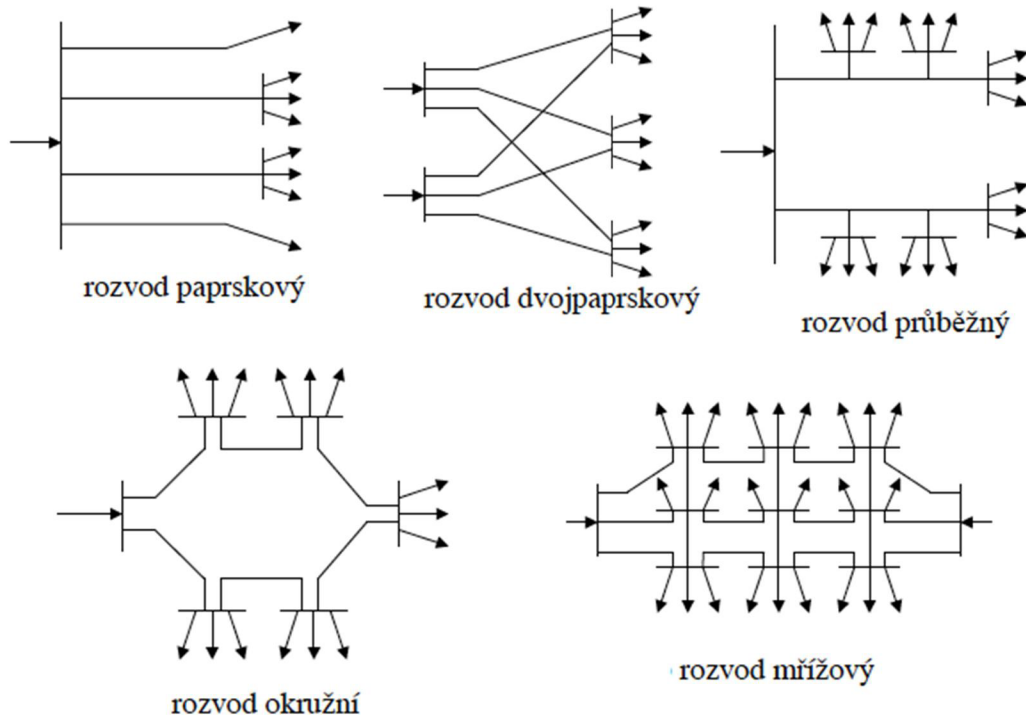 rozvod paprskový
rozvod dvojpaprskový
rozvod průběžný
rozvod okružní
rozvod mřížový